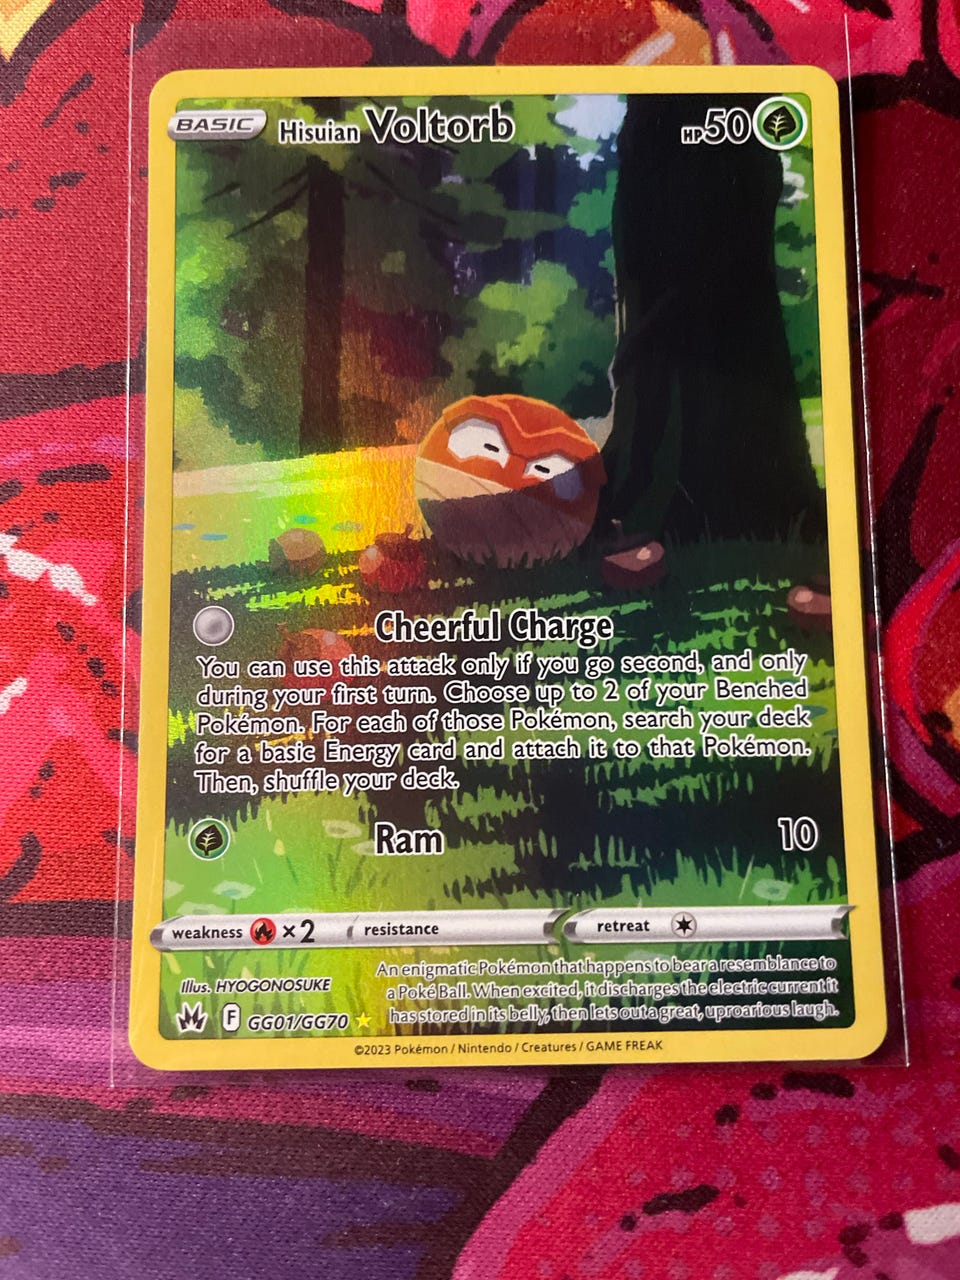 BASIC Hisuian Voltorb HP 50
Cheerful Charge
You can use this attack only if you go second, and only
during your first turn. Choose up to 2 of your Benched
Pokémon. For each of those Pokémon, search your deck
for a basic Energy card and attach it to that Pokémon.
Then, shuffle your deck.
Ram 10
weakness ×2 resistance retreat
An enigmatic Pokémon that happens to bear a resemblance to
a Poké Ball. When excited, it discharges the electric current it
has stored in its belly, then lets out a great, uproarious laugh.
Illus. HYOGONOSUKE
F GG01/GG70
©2023 Pokémon / Nintendo / Creatures / GAME FREAK